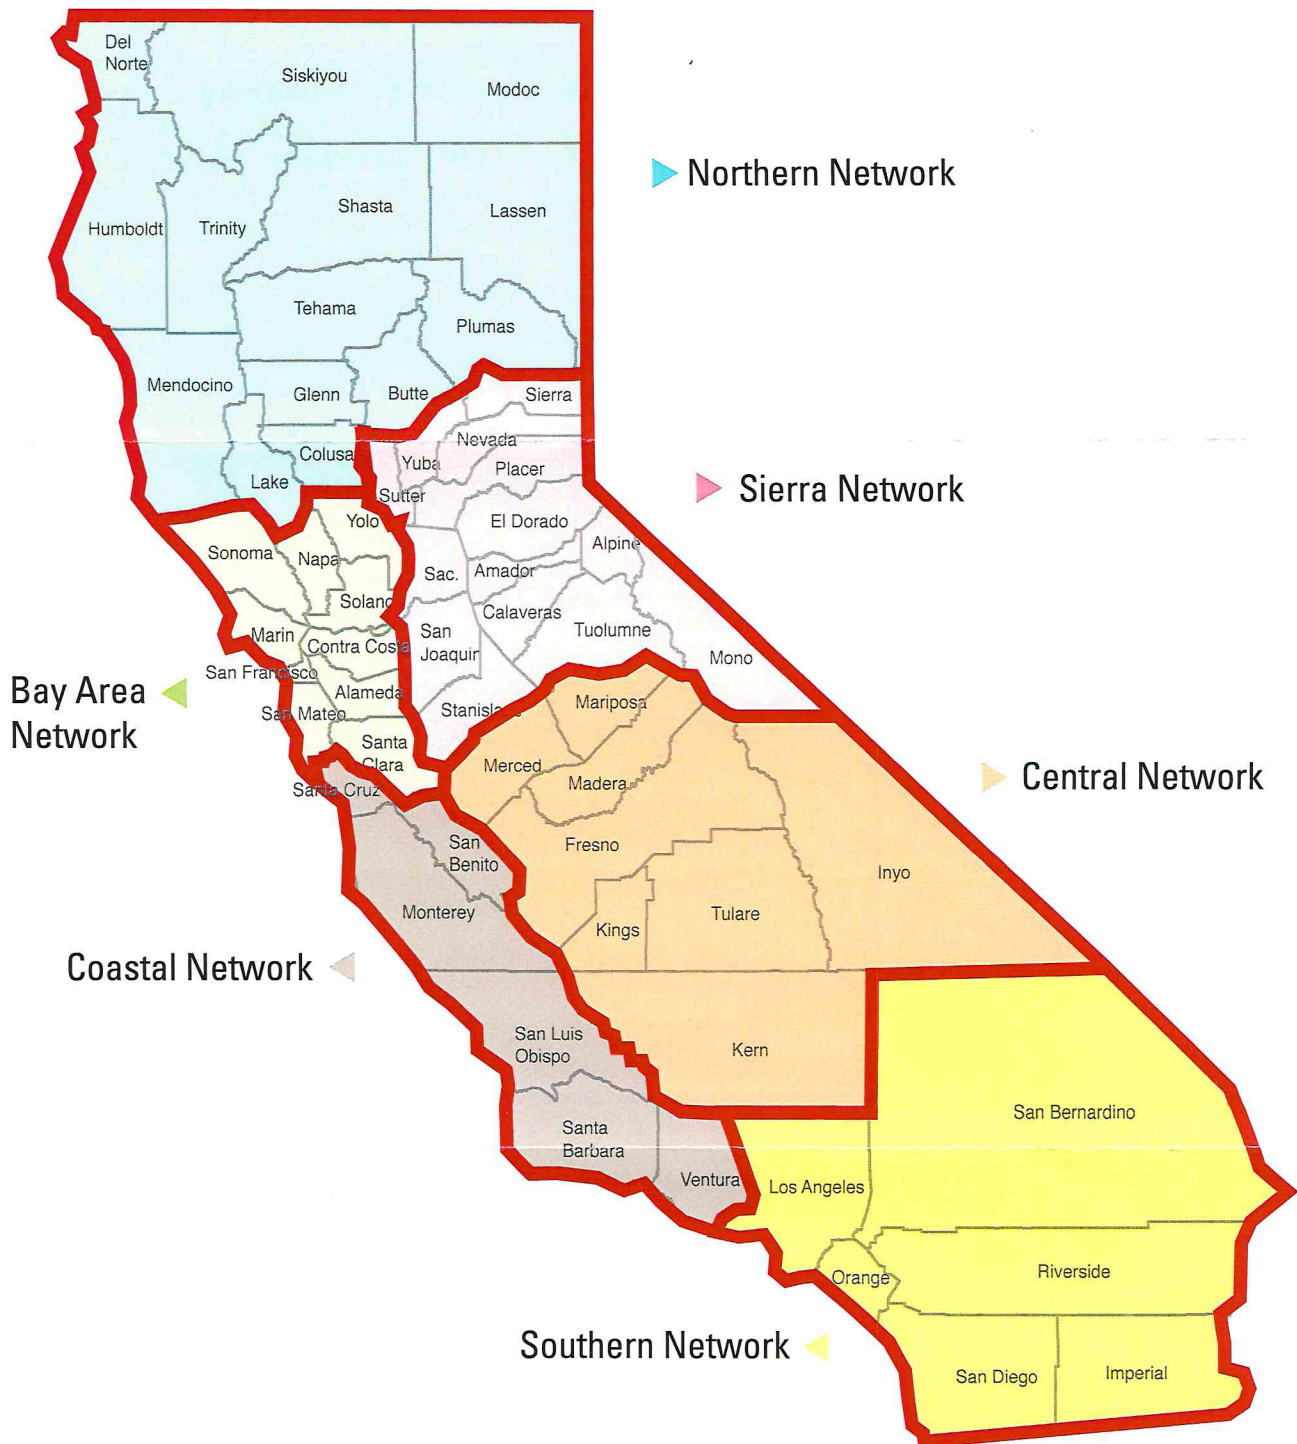 Del
Norte
Siskiyou
Modoc
Northern Network
Humboldt
Trinity
Shasta
Lassen
Tehama
Plumas
Mendocino
Glenn
Butte
Sierra
Nevada
Colusa
Yuba
Placer
Lake
Sutter
Sierra Network
Yolo
El Dorado
Sonoma
Napa
Alpine
Sac.
Amador
Solano
Calaveras
Marin
Contra Costa
San
Joaquin
Tuolumne
Mono
San Francisco
Bay Area
Network
Alameda
San Mateo
Stanislaus
Mariposa
Santa
Clara
Merced
Madera
Central Network
Santa Cruz
San
Benito
Fresno
Inyo
Monterey
Kings
Tulare
Coastal Network
San Luis
Obispo
Kern
San Bernardino
Santa
Barbara
Ventura
Los Angeles
Orange
Riverside
Southern Network
San Diego
Imperial